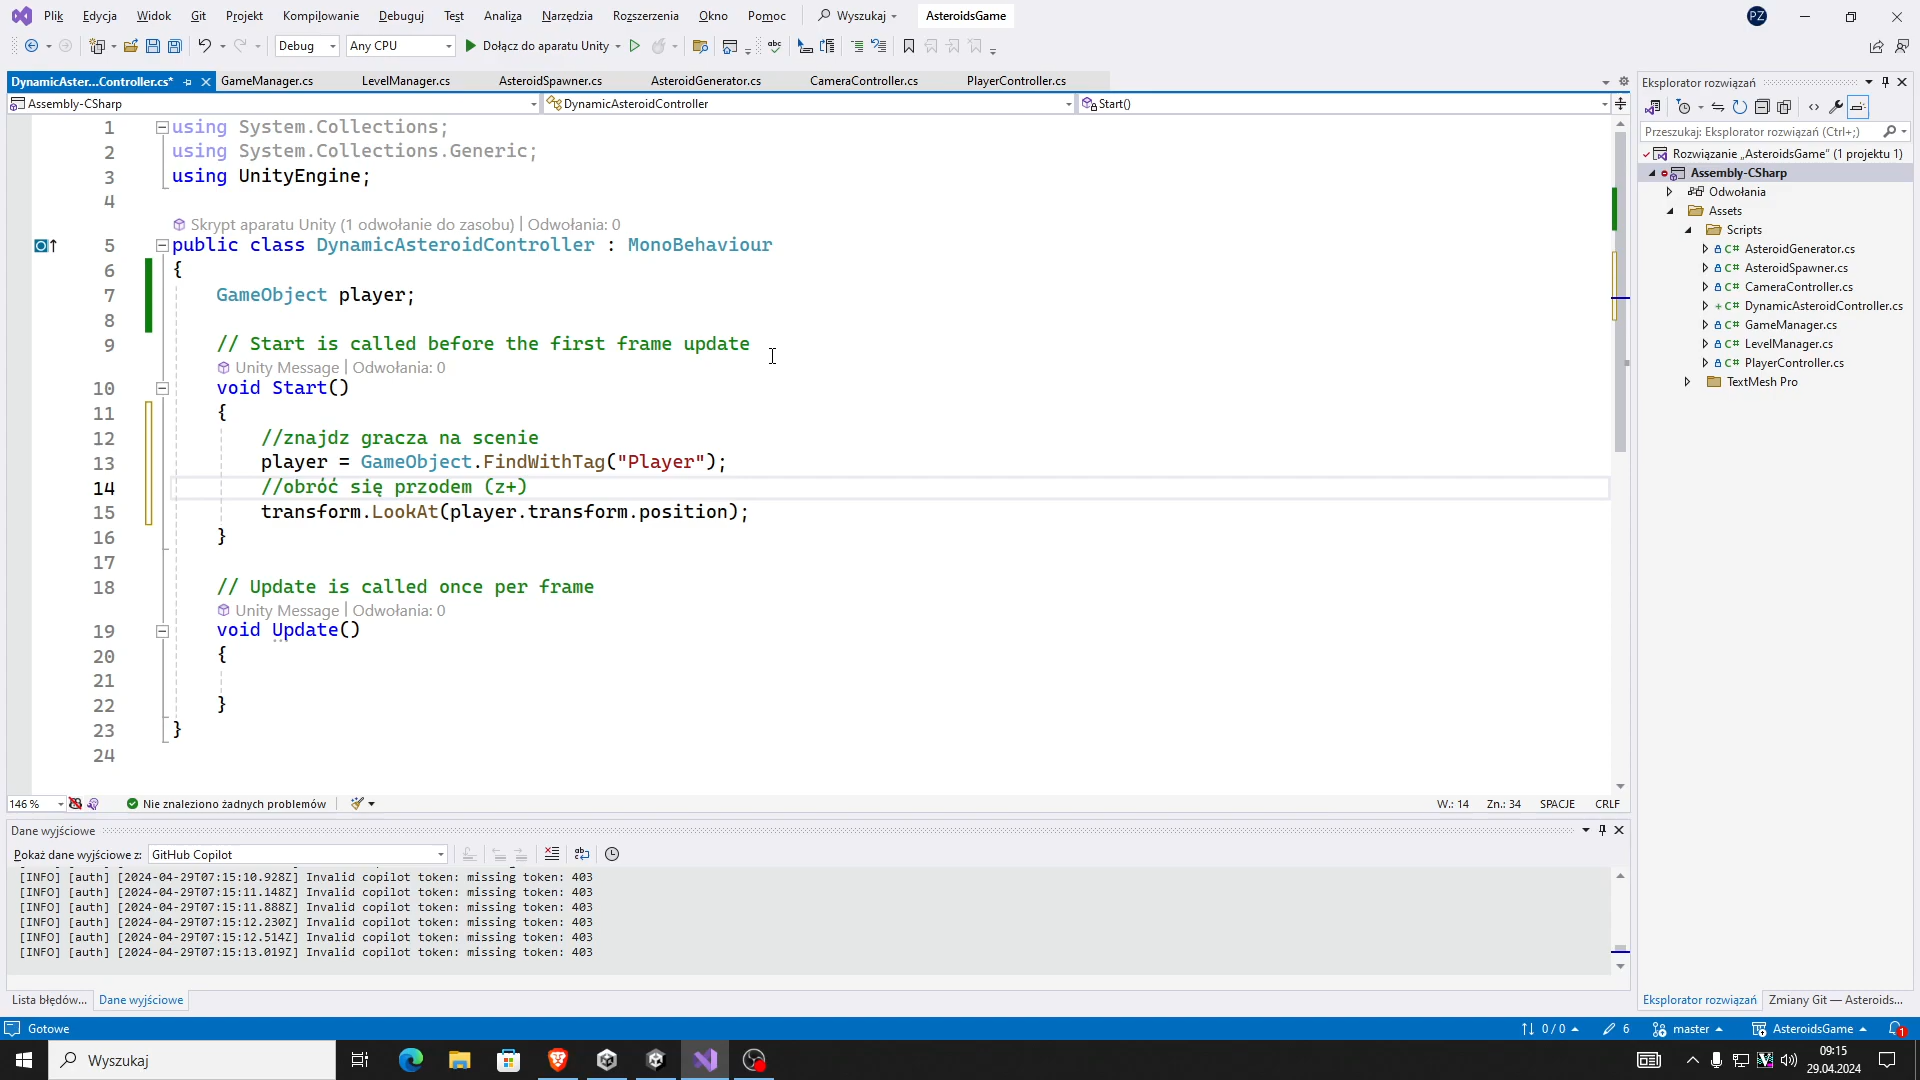 Plik Edycja Widok Git Projekt Kompilowanie Debuguj Test Analiza Narzędzia Rozszerzenia Okno Pomoc Wyszukaj AsteroidsGame PZ
Debug Any CPU Dołącz do aparatu Unity
DynamicAster...Controller.cs* GameManager.cs LevelManager.cs AsteroidSpawner.cs AsteroidGenerator.cs CameraController.cs PlayerController.cs
Assembly-CSharp DynamicAsteroidController Start()
1 using System.Collections;
2 using System.Collections.Generic;
3 using UnityEngine;
4
Skrypt aparatu Unity (1 odwołanie do zasobu) | Odwołania: 0
5 public class DynamicAsteroidController : MonoBehaviour
6 {
7 GameObject player;
8
9 // Start is called before the first frame update
Unity Message | Odwołania: 0
10 void Start()
11 {
12 //znajdz gracza na scenie
13 player = GameObject.FindWithTag("Player");
14 //obróć się przodem (z+)
15 transform.LookAt(player.transform.position);
16 }
17
18 // Update is called once per frame
Unity Message | Odwołania: 0
19 void Update()
20 {
21
22 }
23 }
24
146 % Nie znaleziono żadnych problemów W.: 14 Zn.: 34 SPACJE CRLF
Dane wyjściowe
Pokaż dane wyjściowe z: GitHub Copilot
[INFO] [auth] [2024-04-29T07:15:10.928Z] Invalid copilot token: missing token: 403
[INFO] [auth] [2024-04-29T07:15:11.148Z] Invalid copilot token: missing token: 403
[INFO] [auth] [2024-04-29T07:15:11.888Z] Invalid copilot token: missing token: 403
[INFO] [auth] [2024-04-29T07:15:12.230Z] Invalid copilot token: missing token: 403
[INFO] [auth] [2024-04-29T07:15:12.514Z] Invalid copilot token: missing token: 403
[INFO] [auth] [2024-04-29T07:15:13.019Z] Invalid copilot token: missing token: 403
Lista błędów... Dane wyjściowe
Eksplorator rozwiązań
Przeszukaj: Eksplorator rozwiązań (Ctrl+;)
Rozwiązanie „AsteroidsGame” (1 projektu 1)
Assembly-CSharp
Odwołania
Assets
Scripts
C# AsteroidGenerator.cs
C# AsteroidSpawner.cs
C# CameraController.cs
+ C# DynamicAsteroidController.cs
C# GameManager.cs
C# LevelManager.cs
C# PlayerController.cs
TextMesh Pro
Eksplorator rozwiązań Zmiany Git — Asteroids...
Gotowe 0 / 0 6 master AsteroidsGame 1
Wyszukaj 09:15
29.04.2024